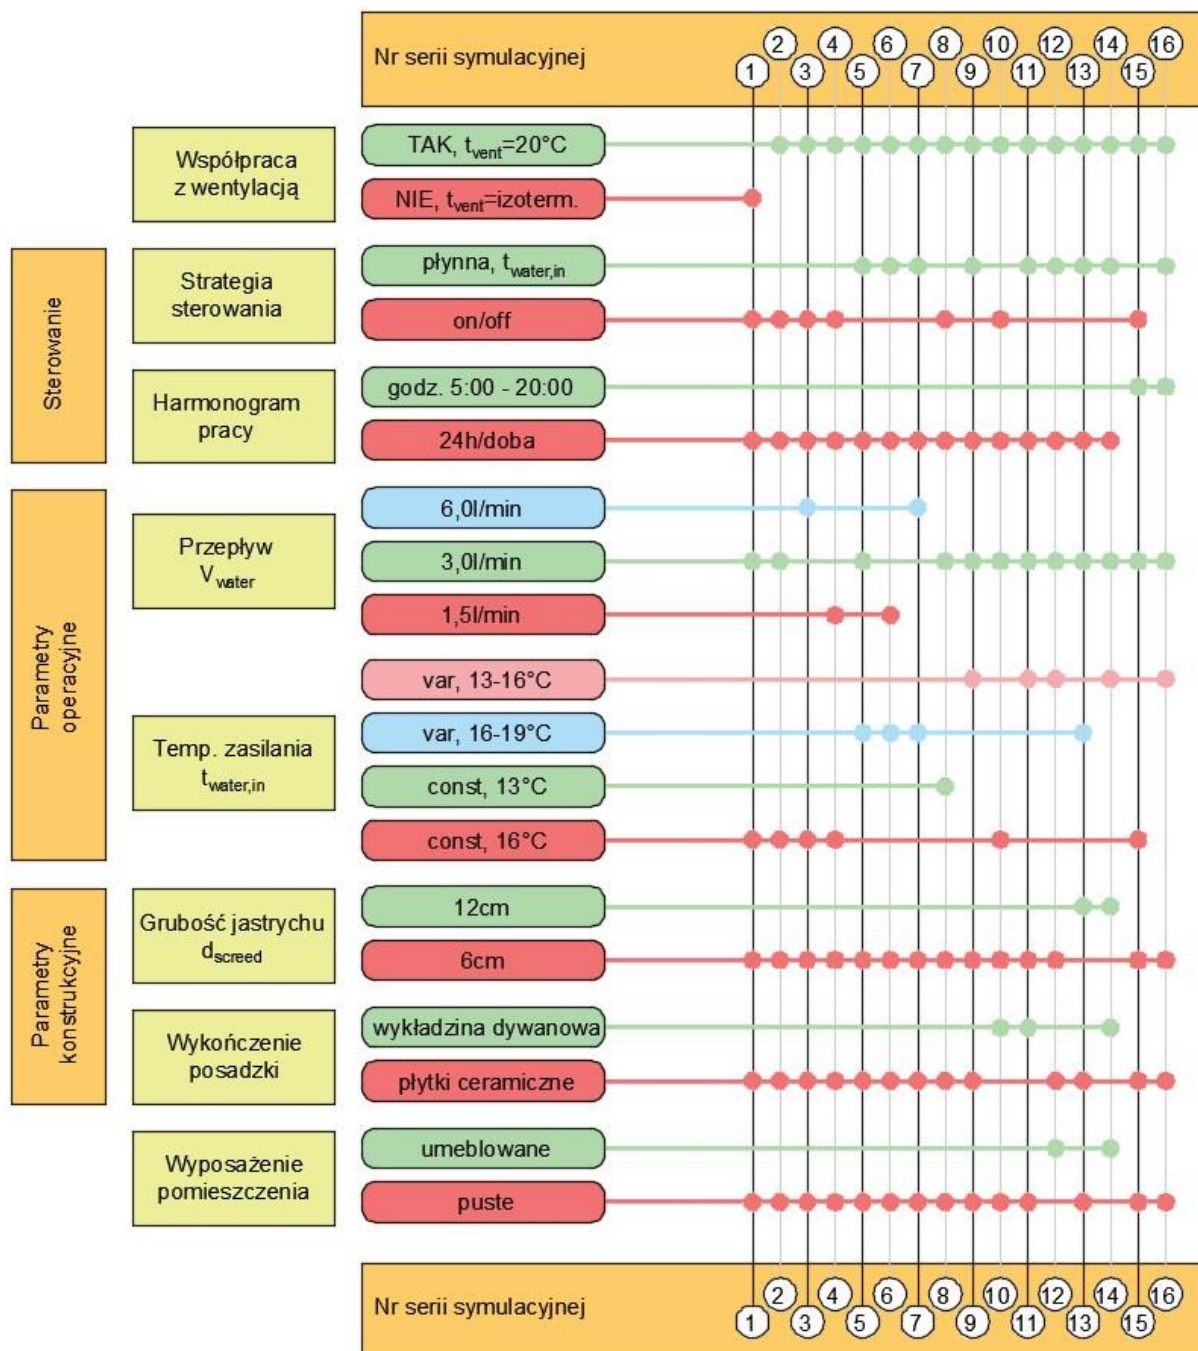 Nr serii symulacyjnej
2 4 6 8 10 12 14 16
1 3 5 7 9 11 13 15
Współpraca
z wentylacją
TAK, tvent=20°C
NIE, tvent=izoterm.
Sterowanie
Strategia
sterowania
płynna, twater,in
on/off
Harmonogram
pracy
godz. 5:00 - 20:00
24h/doba
Parametry
operacyjne
Przepływ
Vwater
6,0l/min
3,0l/min
1,5l/min
Temp. zasilania
twater,in
var, 13-16°C
var, 16-19°C
const, 13°C
const, 16°C
Parametry
konstrukcyjne
Grubość jastrychu
dscreed
12cm
6cm
Wykończenie
posadzki
wykładzina dywanowa
płytki ceramiczne
Wyposażenie
pomieszczenia
umeblowane
puste
Nr serii symulacyjnej
2 4 6 8 10 12 14 16
1 3 5 7 9 11 13 15